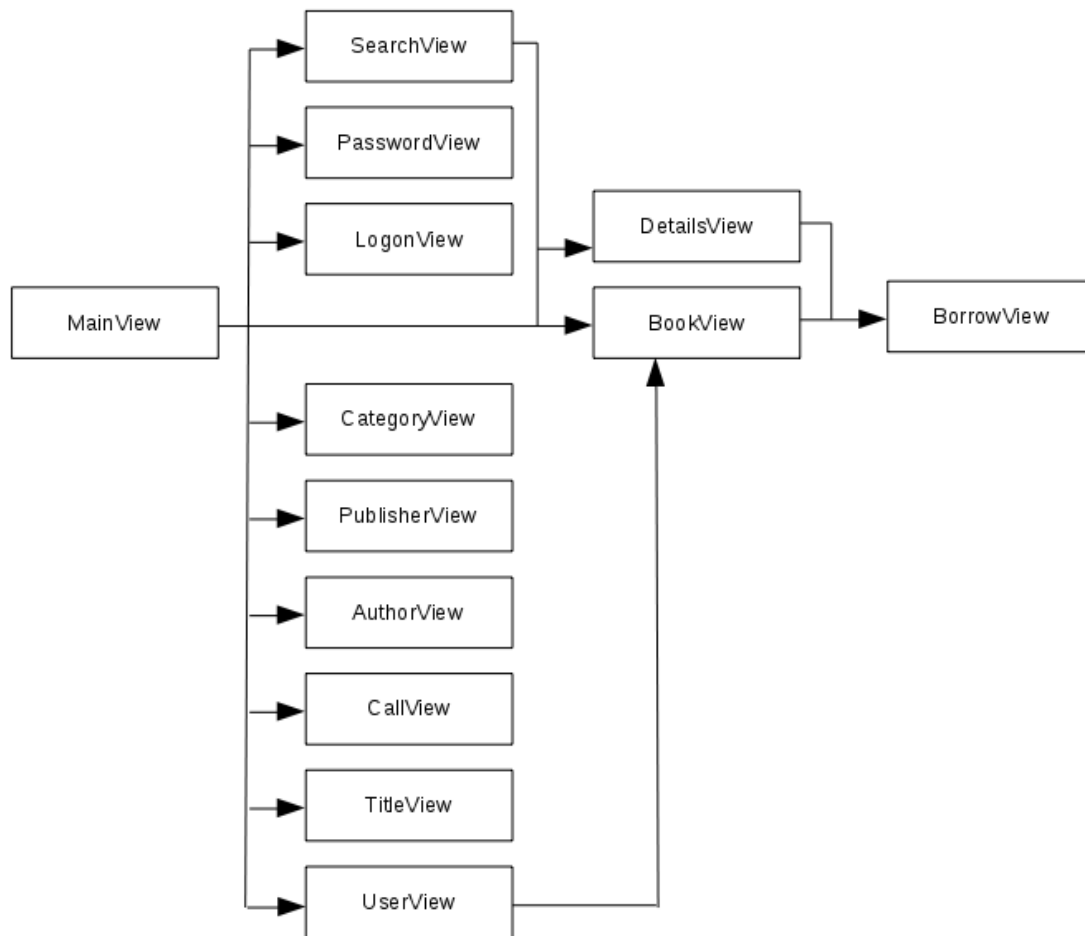 SearchView
PasswordView
LogonView
DetailsView
MainView
BookView
BorrowView
CategoryView
PublisherView
AuthorView
CallView
TitleView
UserView